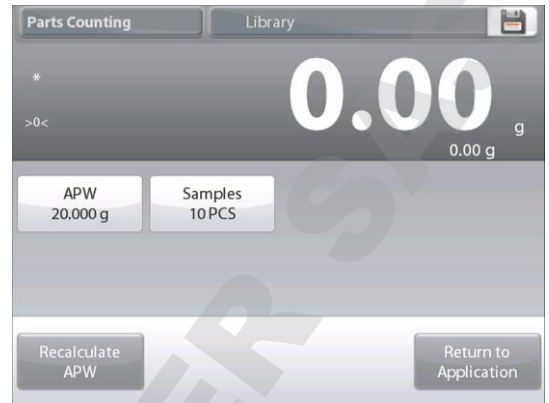 Parts Counting
Library
*
0.00 g
>0<
0.00 g
APW
20.000 g
Samples
10 PCS
Recalculate
APW
Return to
Application